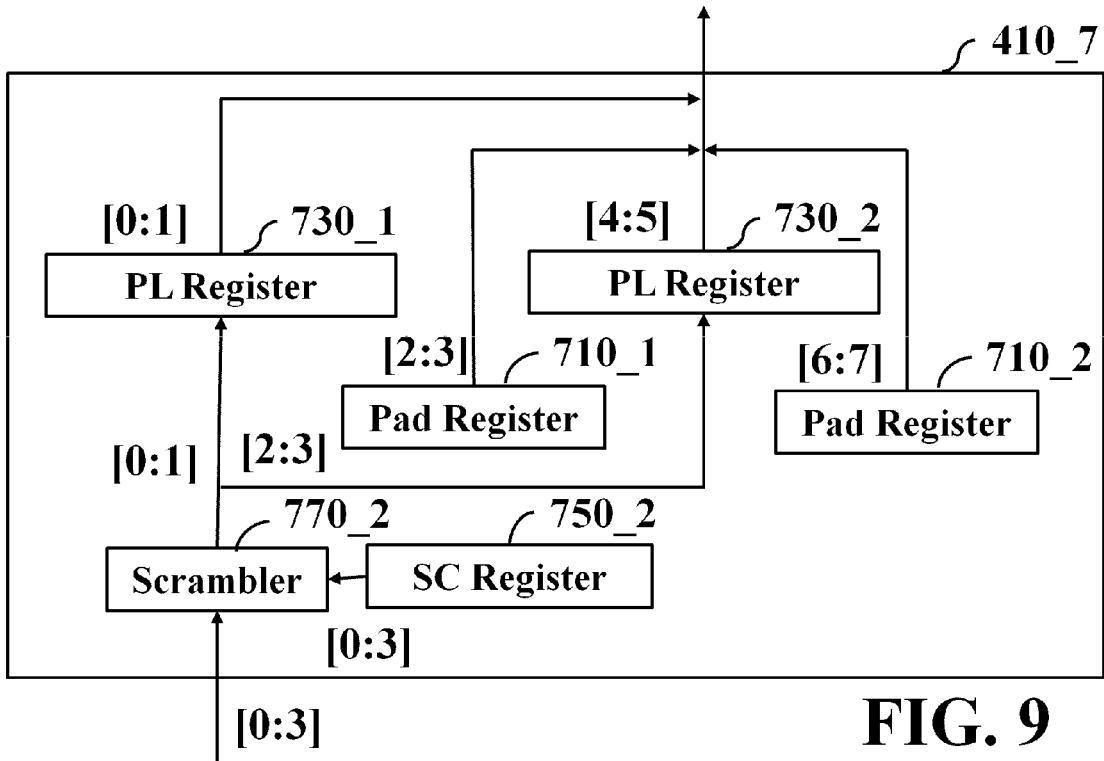 410_7
[0:1] 730_1 [4:5] 730_2
PL Register PL Register
[2:3] 710_1 [6:7] 710_2
Pad Register Pad Register
[0:1] [2:3]
770_2 750_2
Scrambler SC Register
[0:3]
[0:3]
FIG. 9